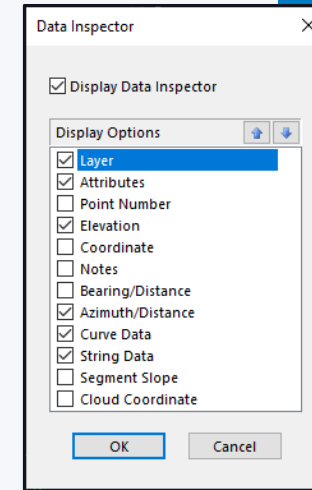 Data Inspector
Display Data Inspector
Display Options
Layer
Attributes
Point Number
Elevation
Coordinate
Notes
Bearing/Distance
Azimuth/Distance
Curve Data
String Data
Segment Slope
Cloud Coordinate
OK Cancel